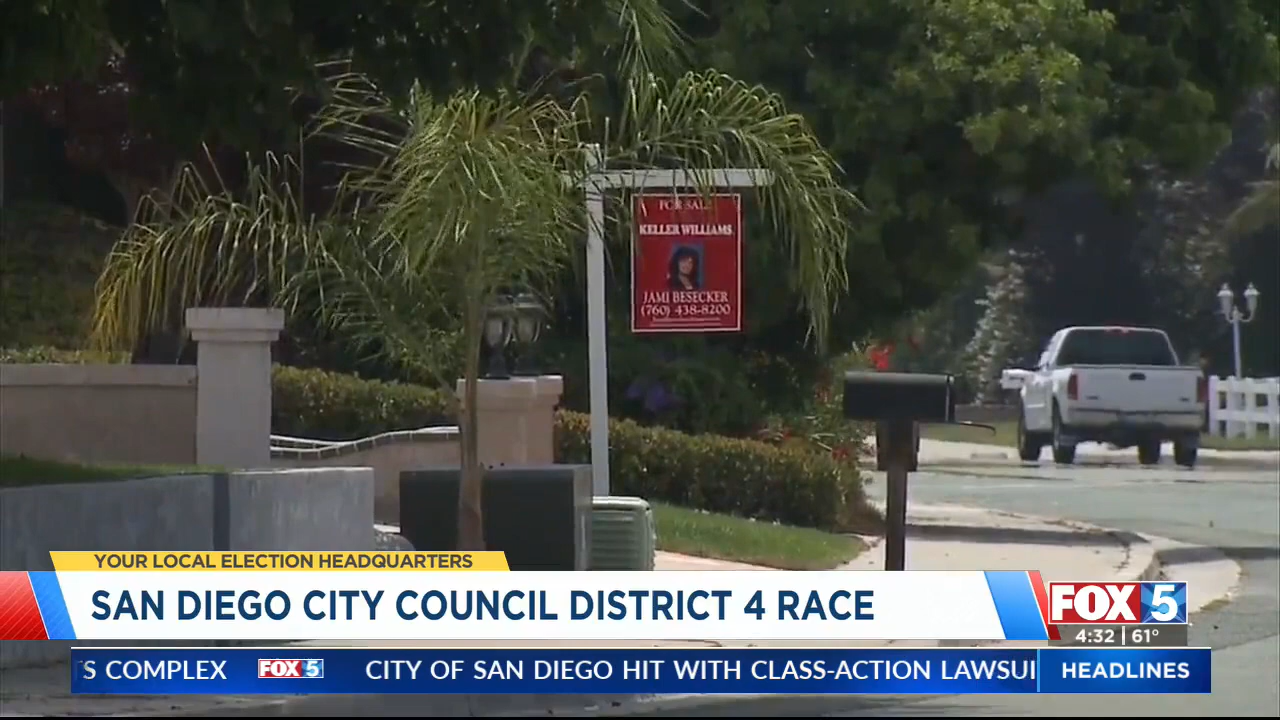 FOR SALE
KELLER WILLIAMS
JAMI BESECKER
(760) 438-8200
YOUR LOCAL ELECTION HEADQUARTERS
SAN DIEGO CITY COUNCIL DISTRICT 4 RACE
FOX 5
4:32 61°
TS COMPLEX FOX 5 CITY OF SAN DIEGO HIT WITH CLASS-ACTION LAWSUI
HEADLINES